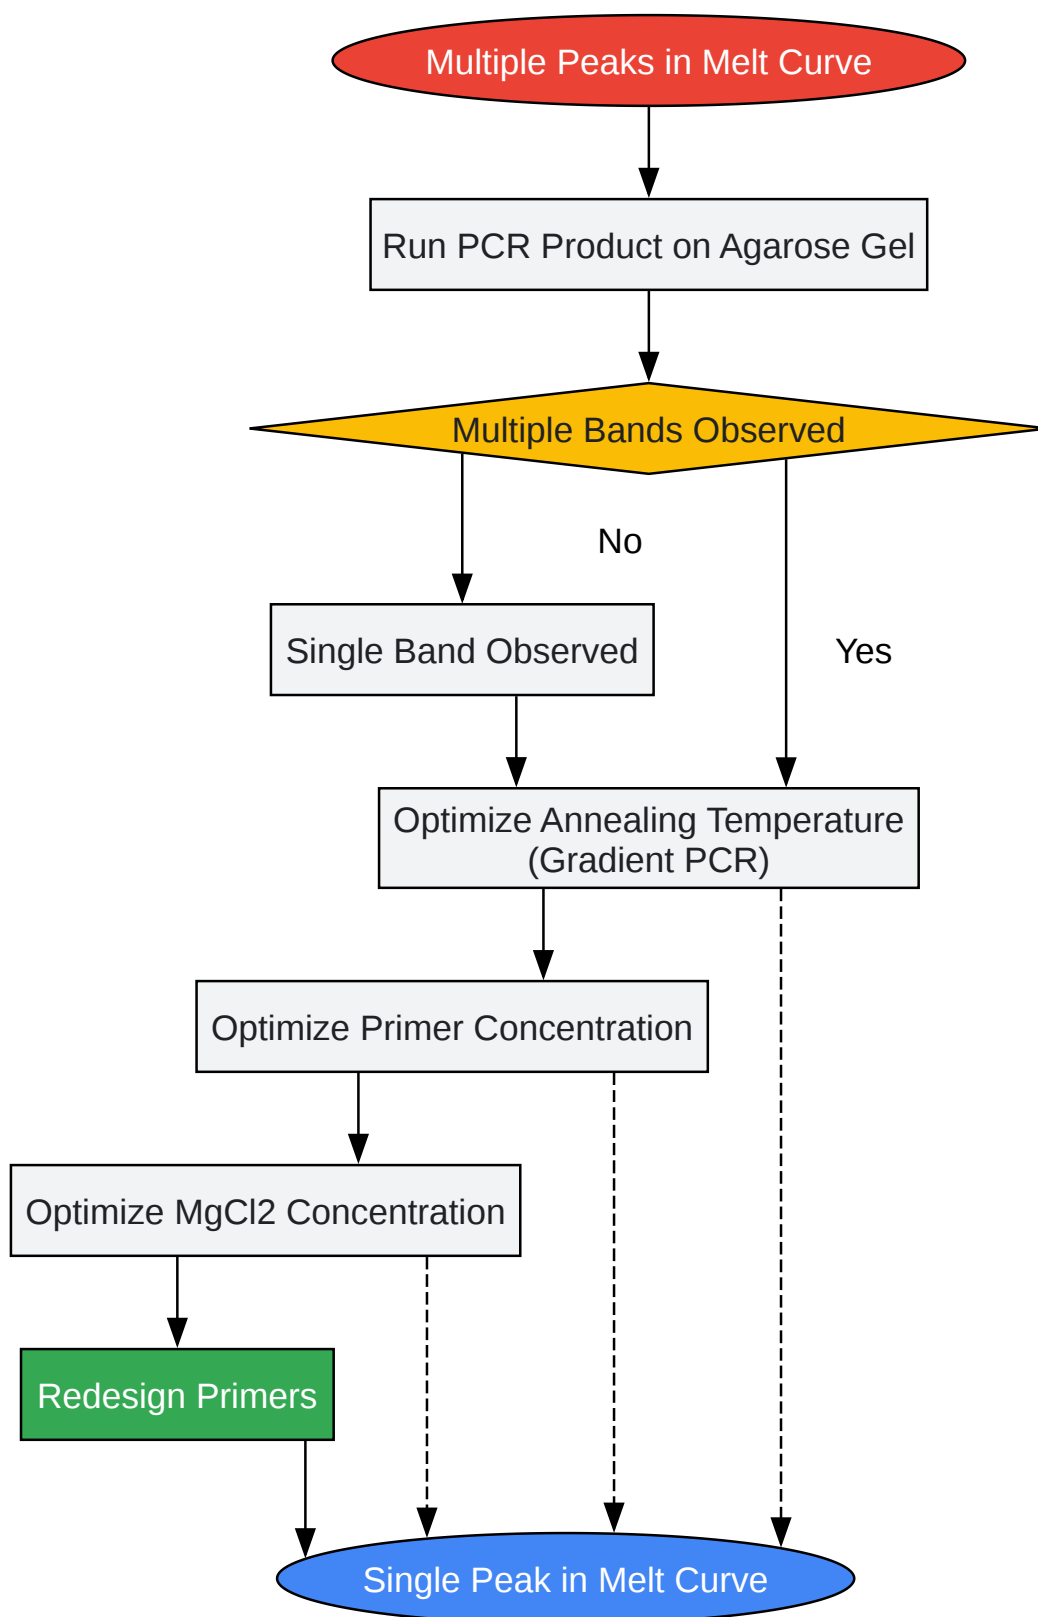 Multiple Peaks in Melt Curve
Run PCR Product on Agarose Gel
Multiple Bands Observed
No
Single Band Observed
Yes
Optimize Annealing Temperature
(Gradient PCR)
Optimize Primer Concentration
Optimize MgCl2 Concentration
Redesign Primers
Single Peak in Melt Curve